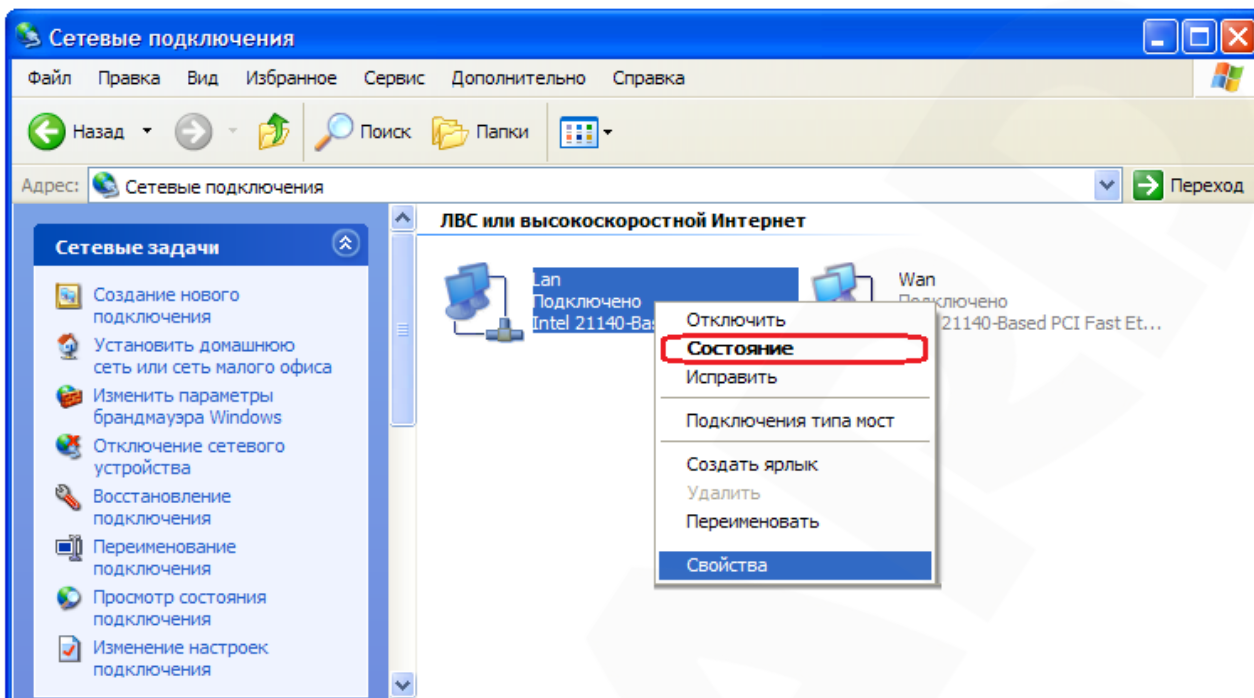 Сетевые подключения
Файл Правка Вид Избранное Сервис Дополнительно Справка
Назад Поиск Папки
Адрес: Сетевые подключения Переход
Сетевые задачи
Создание нового
подключения
Установить домашнюю
сеть или сеть малого офиса
Изменить параметры
брандмауэра Windows
Отключение сетевого
устройства
Восстановление
подключения
Переименование
подключения
Просмотр состояния
подключения
Изменение настроек
подключения
ЛВС или высокоскоростной Интернет
Lan
Подключено
Intel 21140-Ba
Wan
Подключено
21140-Based PCI Fast Et...
Отключить
Состояние
Исправить
Подключения типа мост
Создать ярлык
Удалить
Переименовать
Свойства